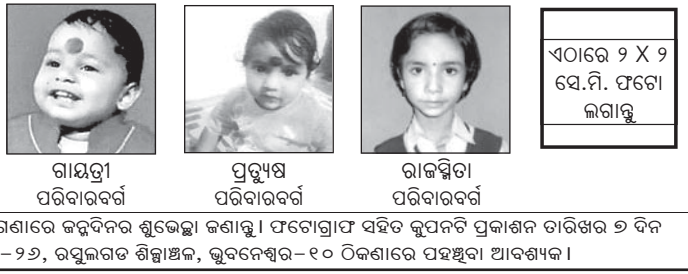 ଏଠାରେ ୨ X ୨
ସେ.ମି. ଫଟୋ
ଲଗାନ୍ତୁ
ଗାୟତ୍ରୀ
ପରିବାରବର୍ଗ
ପ୍ରତ୍ୟୁଷ
ପରିବାରବର୍ଗ
ରାଜସ୍ମିତା
ପରିବାରବର୍ଗ
ଜନ୍ମଦିନର ଶୁଭେଚ୍ଛା ଜଣାନ୍ତୁ। ଫଟୋଗ୍ରାଫ ସହିତ କୁପନଟି ପ୍ରକାଶନ ତାରିଖର ୭ ଦିନ
–୨୬, ରସୁଲଗଡ ଶିଳ୍ପାଞ୍ଚଳ, ଭୁବନେଶ୍ୱର–୧୦ ଠିକଣାରେ ପହଞ୍ଚିବା ଆବଶ୍ୟକ।